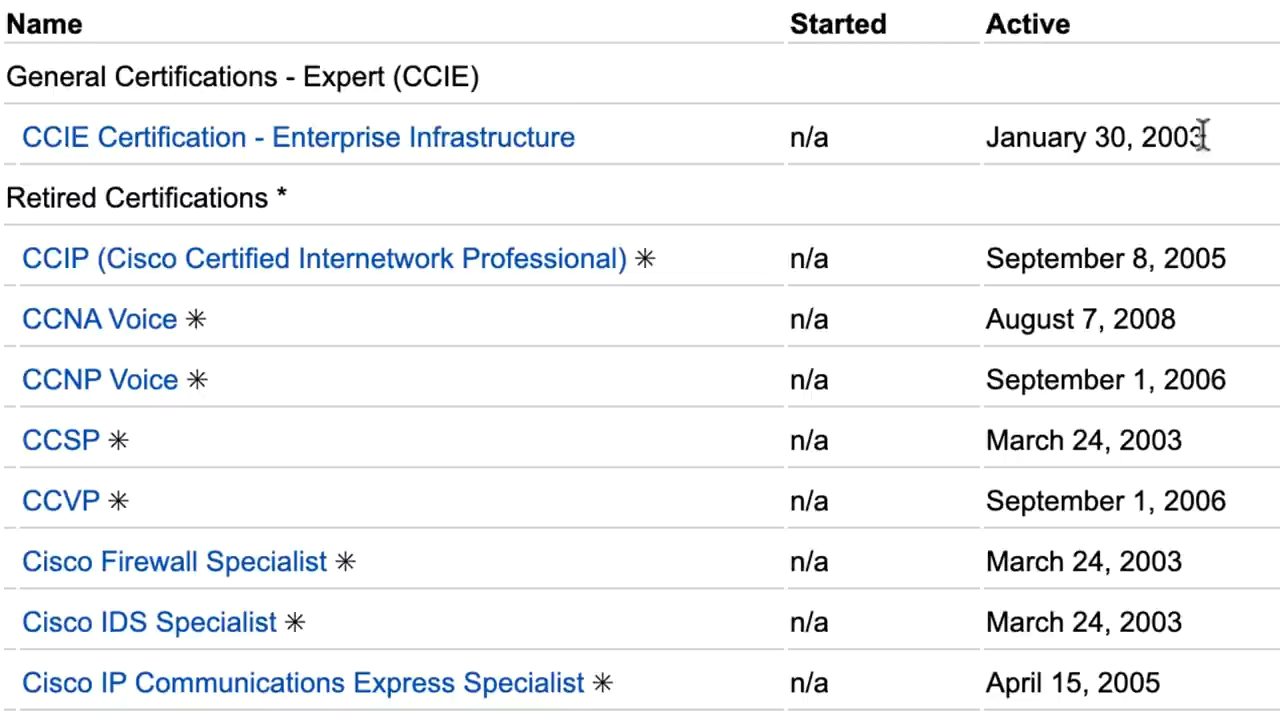 Name Started Active
General Certifications - Expert (CCIE)
CCIE Certification - Enterprise Infrastructure n/a January 30, 2003
Retired Certifications *
CCIP (Cisco Certified Internetwork Professional) ✳ n/a September 8, 2005
CCNA Voice ✳ n/a August 7, 2008
CCNP Voice ✳ n/a September 1, 2006
CCSP ✳ n/a March 24, 2003
CCVP ✳ n/a September 1, 2006
Cisco Firewall Specialist ✳ n/a March 24, 2003
Cisco IDS Specialist ✳ n/a March 24, 2003
Cisco IP Communications Express Specialist ✳ n/a April 15, 2005